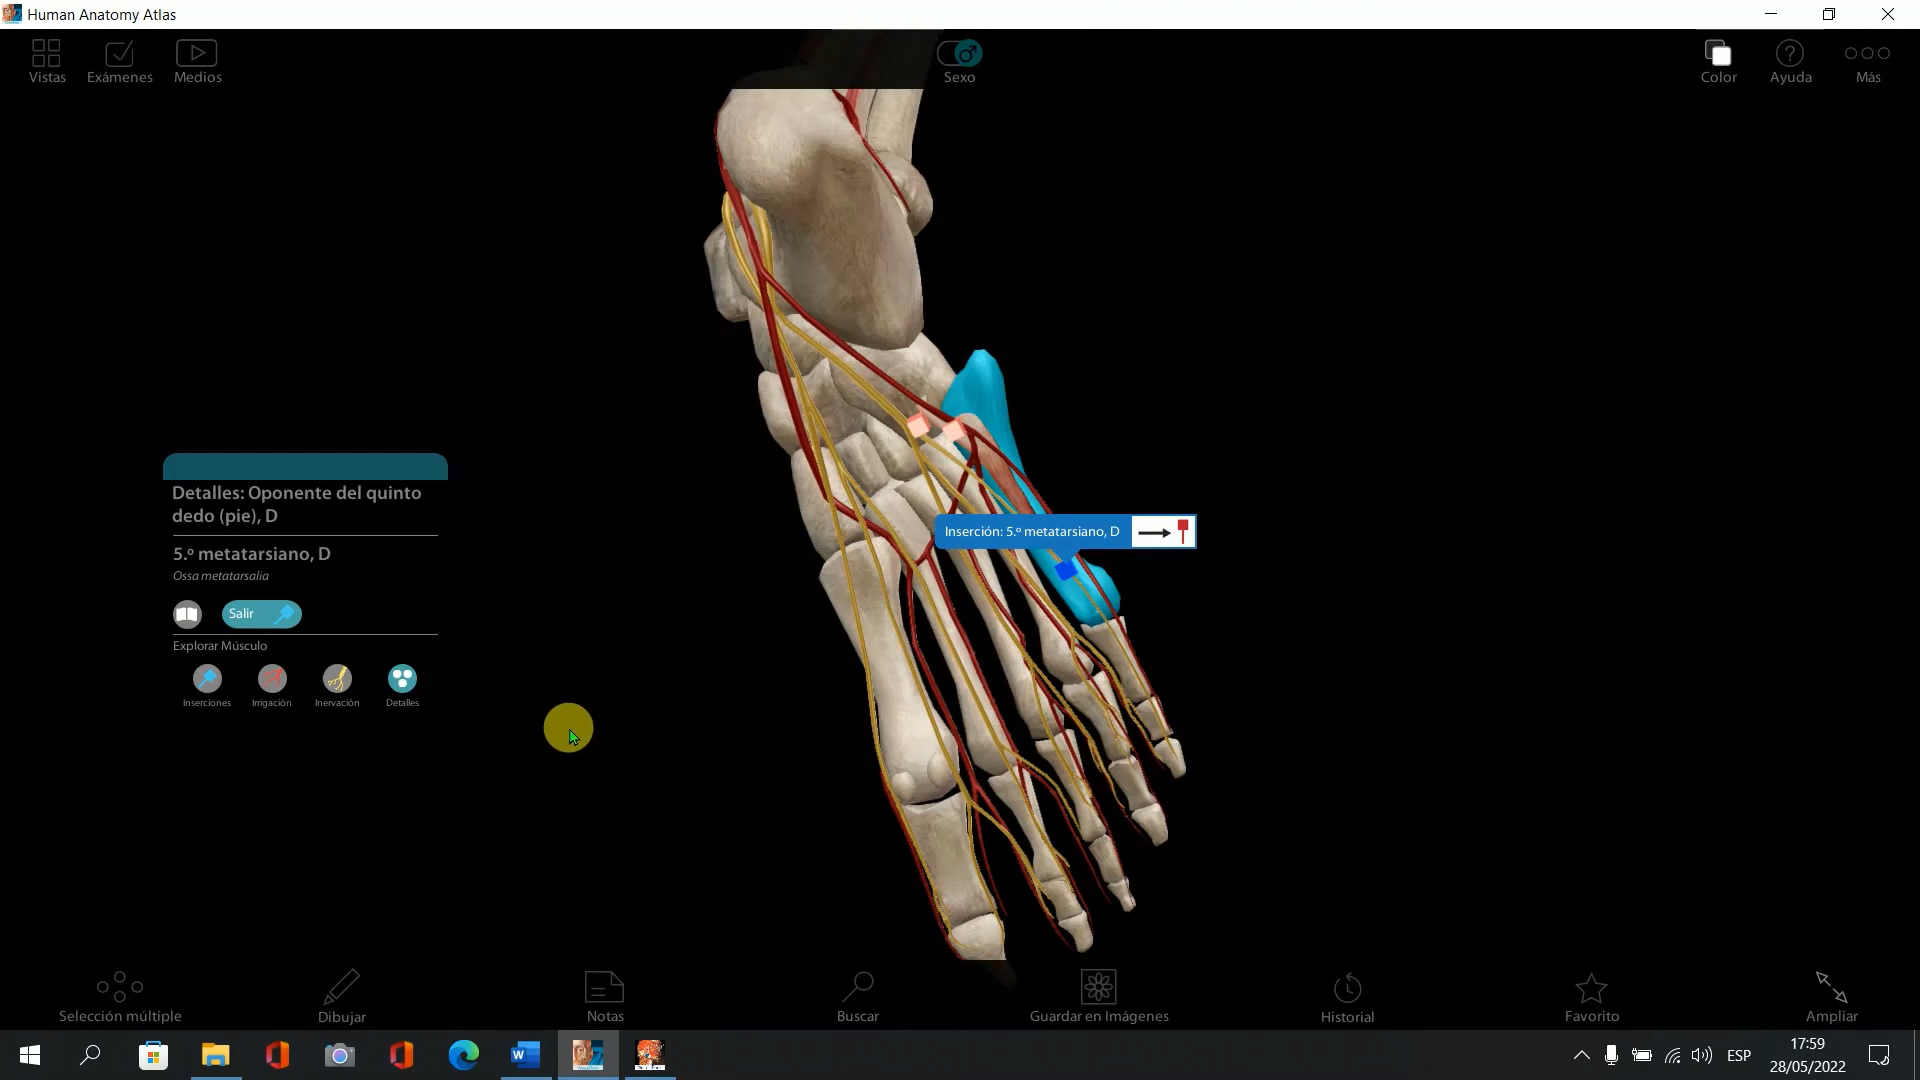 Human Anatomy Atlas
Vistas
Exámenes
Medios
Sexo
Color
Ayuda
Más
Detalles: Oponente del quinto
dedo (pie), D
5.º metatarsiano, D
Ossa metatarsalia
Salir
Explorar Músculo
Inserciones
Irrigación
Inervación
Detalles
Inserción: 5.º metatarsiano, D
Selección múltiple
Dibujar
Notas
Buscar
Guardar en Imágenes
Historial
Favorito
Ampliar
ESP
17:59
28/05/2022